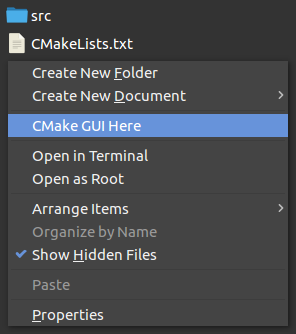 src
CMakeLists.txt
Create New Folder
Create New Document
CMake GUI Here
Open in Terminal
Open as Root
Arrange Items
Organize by Name
Show Hidden Files
Paste
Properties